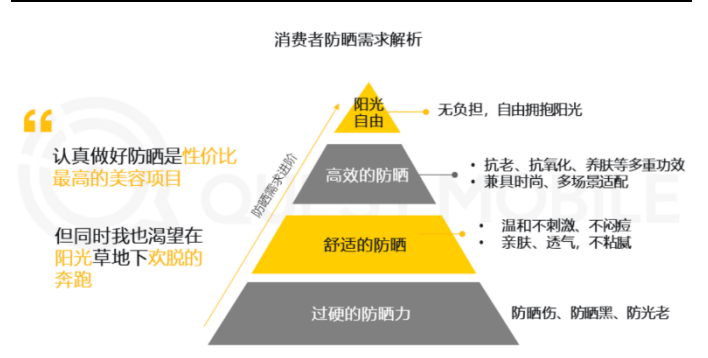 消费者防晒需求解析
“
认真做好防晒是性价比
最高的美容项目
但同时我也渴望在
阳光草地下欢脱的
奔跑
防晒需求进阶
阳光
自由
无负担，自由拥抱阳光
高效的防晒
• 抗老、抗氧化、养肤等多重功效
• 兼具时尚、多场景适配
舒适的防晒
• 温和不刺激、不闷痘
• 亲肤、透气，不粘腻
过硬的防晒力
防晒伤、防晒黑、防光老
QUESTMOBILE